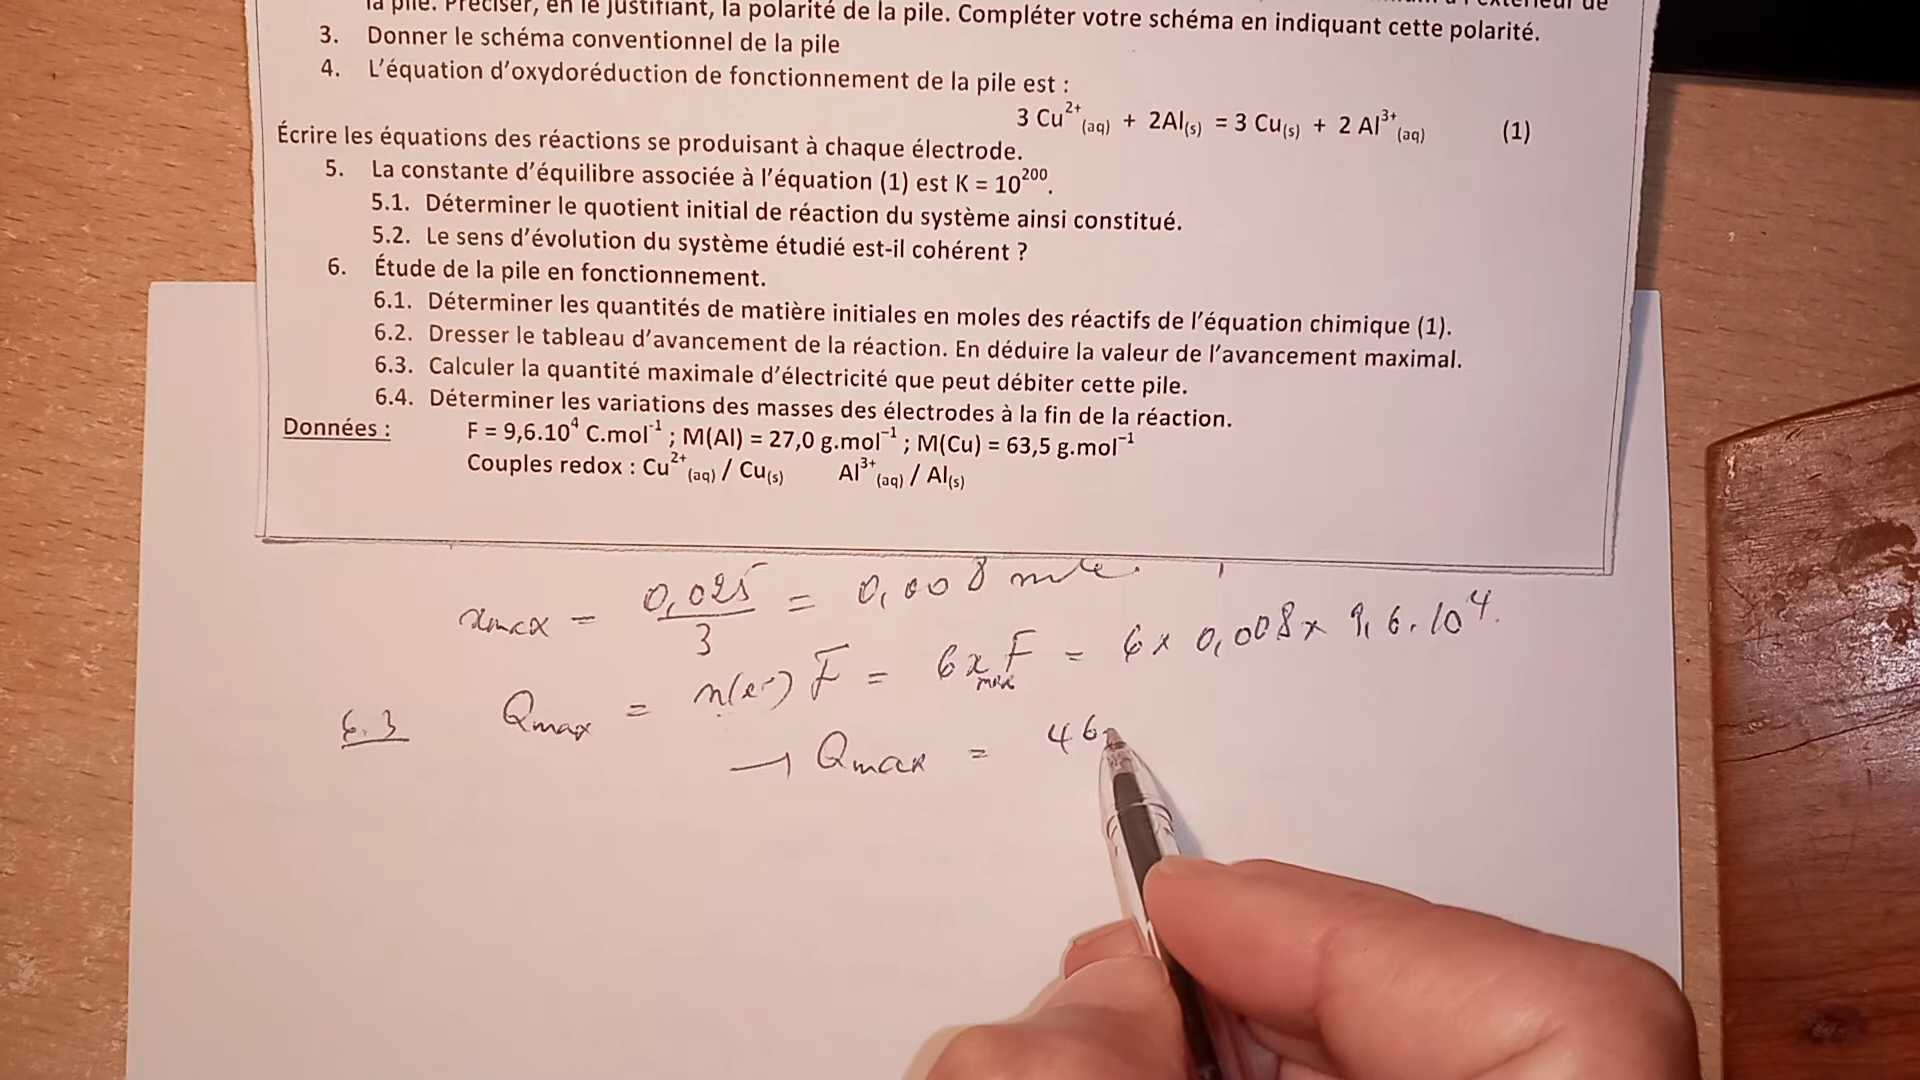 la pile. Préciser, en le justifiant, la polarité de la pile. Compléter votre schéma en indiquant cette polarité.
3. Donner le schéma conventionnel de la pile
4. L'équation d'oxydoréduction de fonctionnement de la pile est :
3 Cu²⁺(aq) + 2Al(s) = 3 Cu(s) + 2 Al³⁺(aq) (1)
Écrire les équations des réactions se produisant à chaque électrode.
5. La constante d'équilibre associée à l'équation (1) est K = 10²⁰⁰.
5.1. Déterminer le quotient initial de réaction du système ainsi constitué.
5.2. Le sens d'évolution du système étudié est-il cohérent ?
6. Étude de la pile en fonctionnement.
6.1. Déterminer les quantités de matière initiales en moles des réactifs de l'équation chimique (1).
6.2. Dresser le tableau d'avancement de la réaction. En déduire la valeur de l'avancement maximal.
6.3. Calculer la quantité maximale d'électricité que peut débiter cette pile.
6.4. Déterminer les variations des masses des électrodes à la fin de la réaction.
Données : F = 9,6.10⁴ C.mol⁻¹ ; M(Al) = 27,0 g.mol⁻¹ ; M(Cu) = 63,5 g.mol⁻¹
Couples redox : Cu²⁺(aq) / Cu(s) Al³⁺(aq) / Al(s)
xmax = 0,025/3 = 0,008 mole.
6.3 Qmax = n(e-) F = 6xmax F = 6 x 0,008 x 9,6.10⁴.
→ Qmax = 46